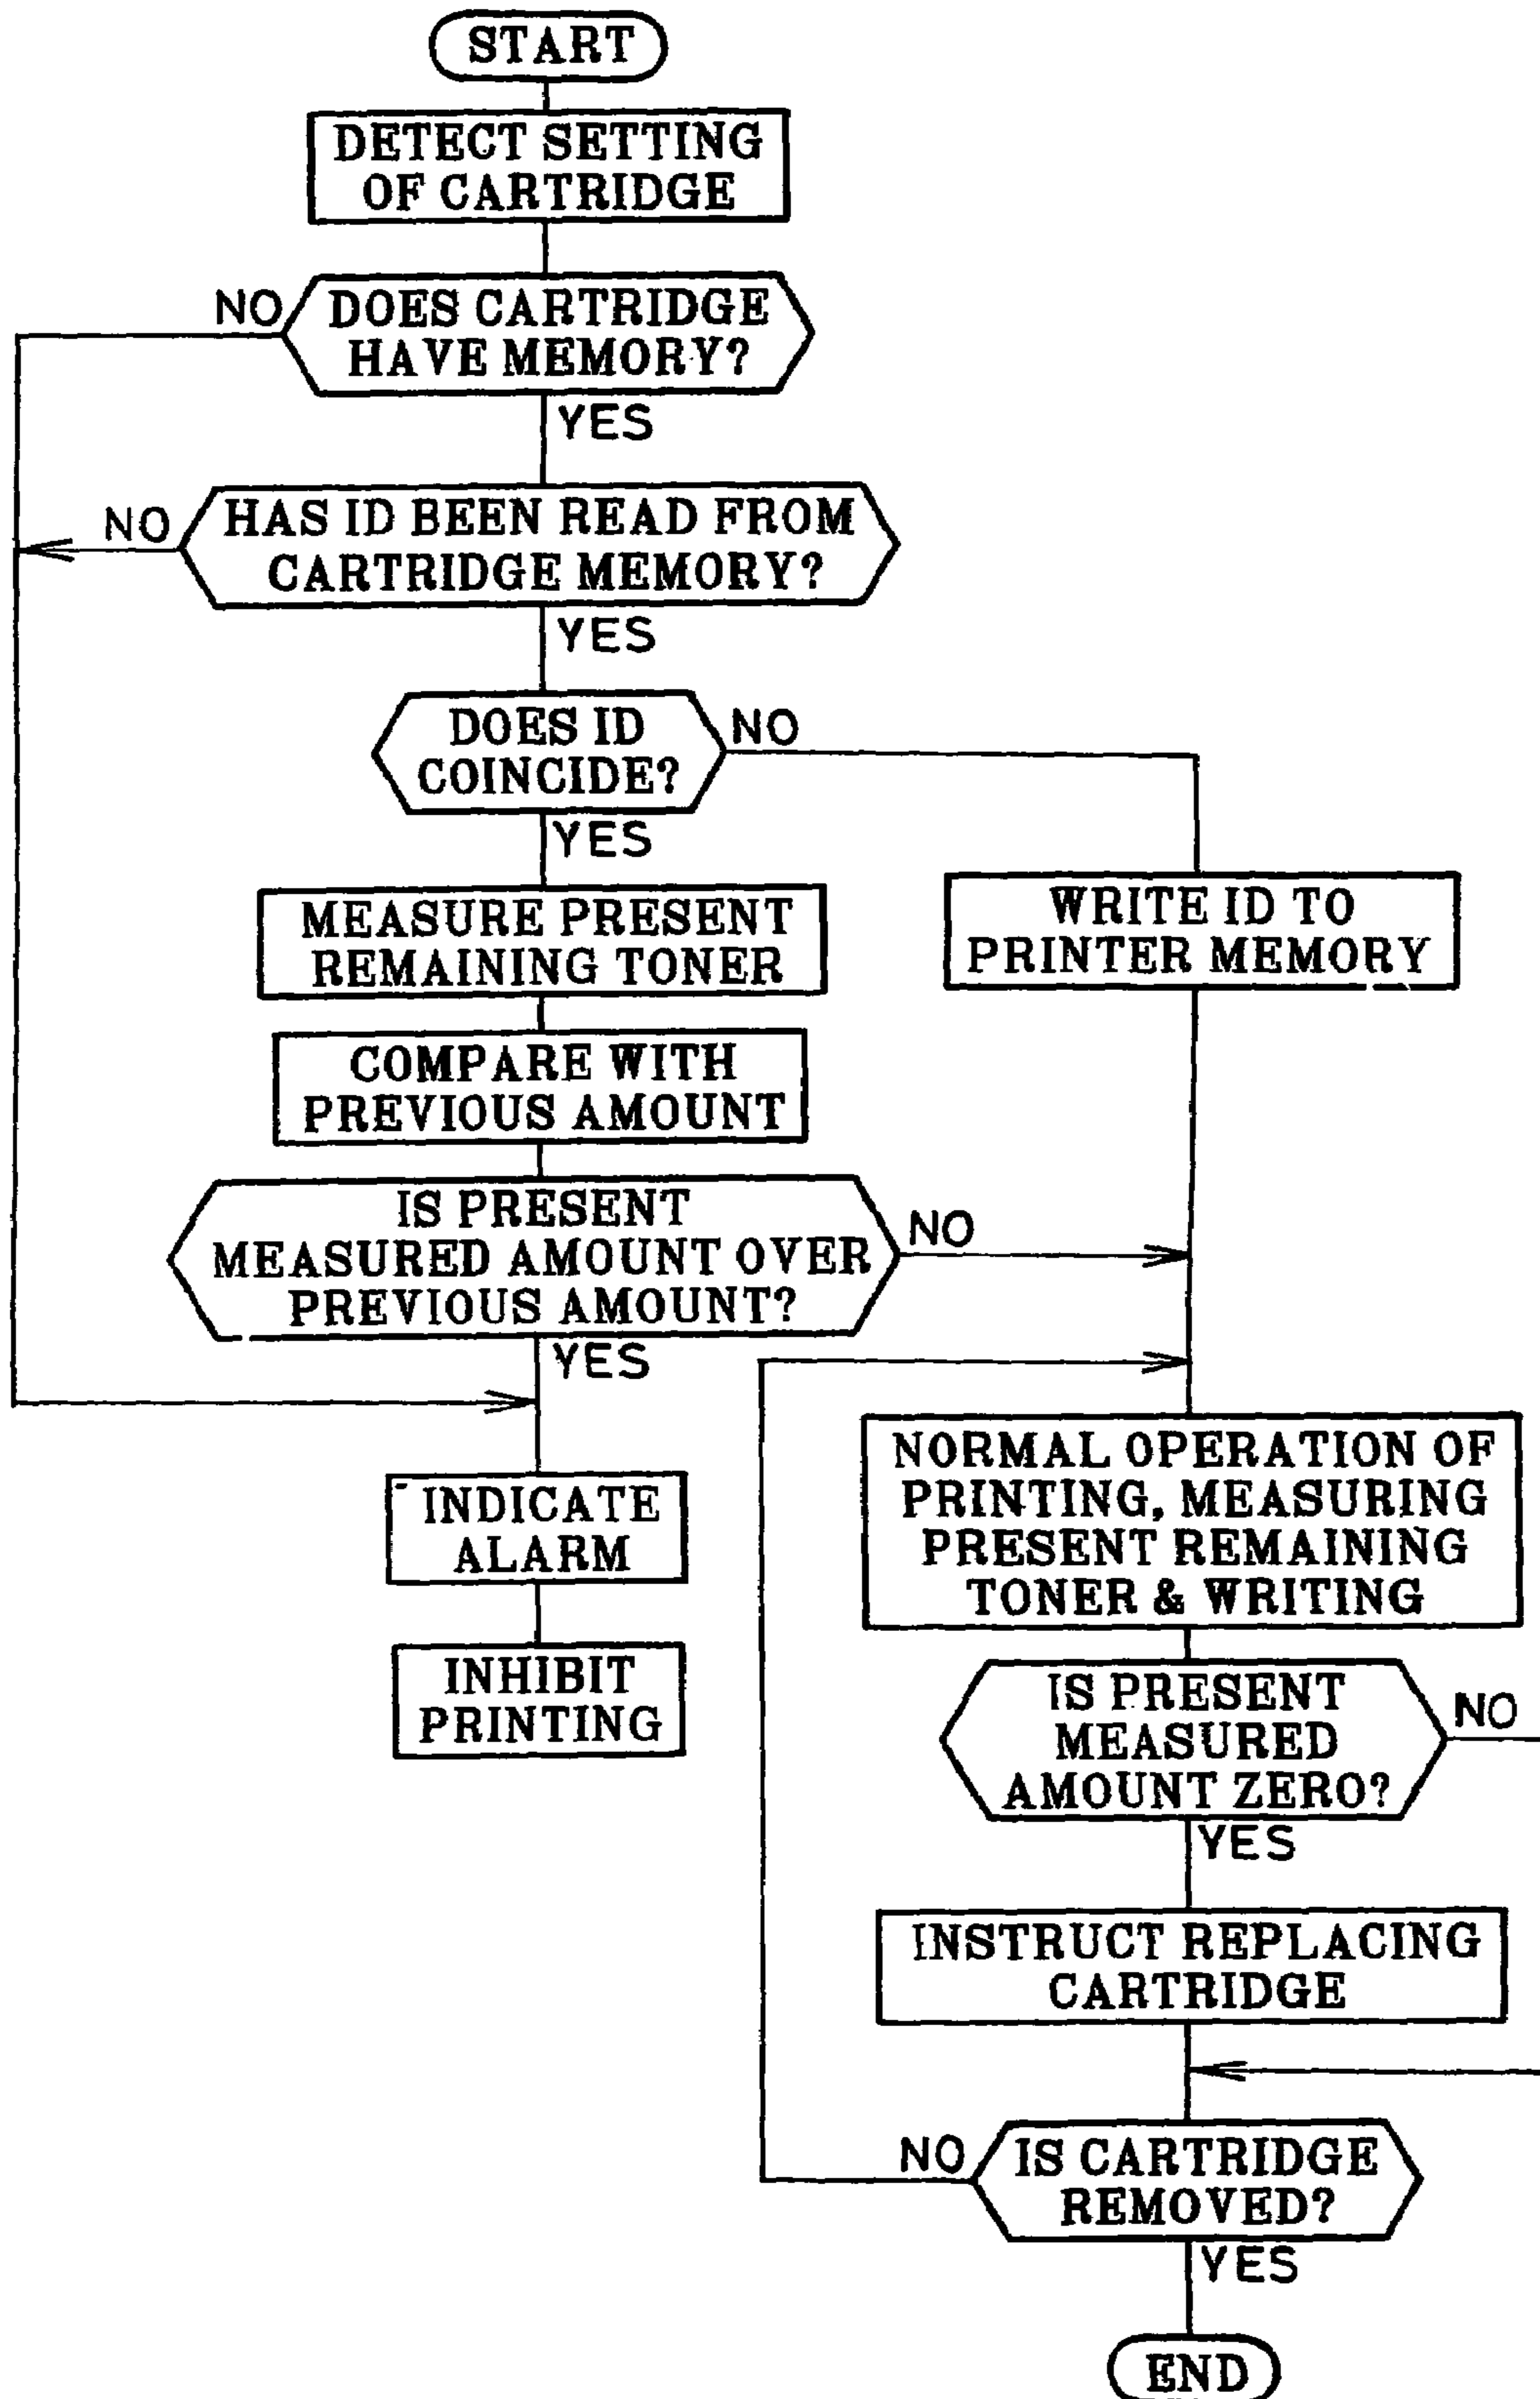 START
DETECT SETTING
OF CARTRIDGE
NO
DOES CARTRIDGE
HAVE MEMORY?
YES
NO
HAS ID BEEN READ FROM
CARTRIDGE MEMORY?
YES
DOES ID
COINCIDE?
NO
YES
MEASURE PRESENT
REMAINING TONER
WRITE ID TO
PRINTER MEMORY
COMPARE WITH
PREVIOUS AMOUNT
IS PRESENT
MEASURED AMOUNT OVER
PREVIOUS AMOUNT?
NO
YES
INDICATE
ALARM
INHIBIT
PRINTING
NORMAL OPERATION OF
PRINTING, MEASURING
PRESENT REMAINING
TONER & WRITING
IS PRESENT
MEASURED
AMOUNT ZERO?
NO
YES
INSTRUCT REPLACING
CARTRIDGE
NO
IS CARTRIDGE
REMOVED?
YES
END